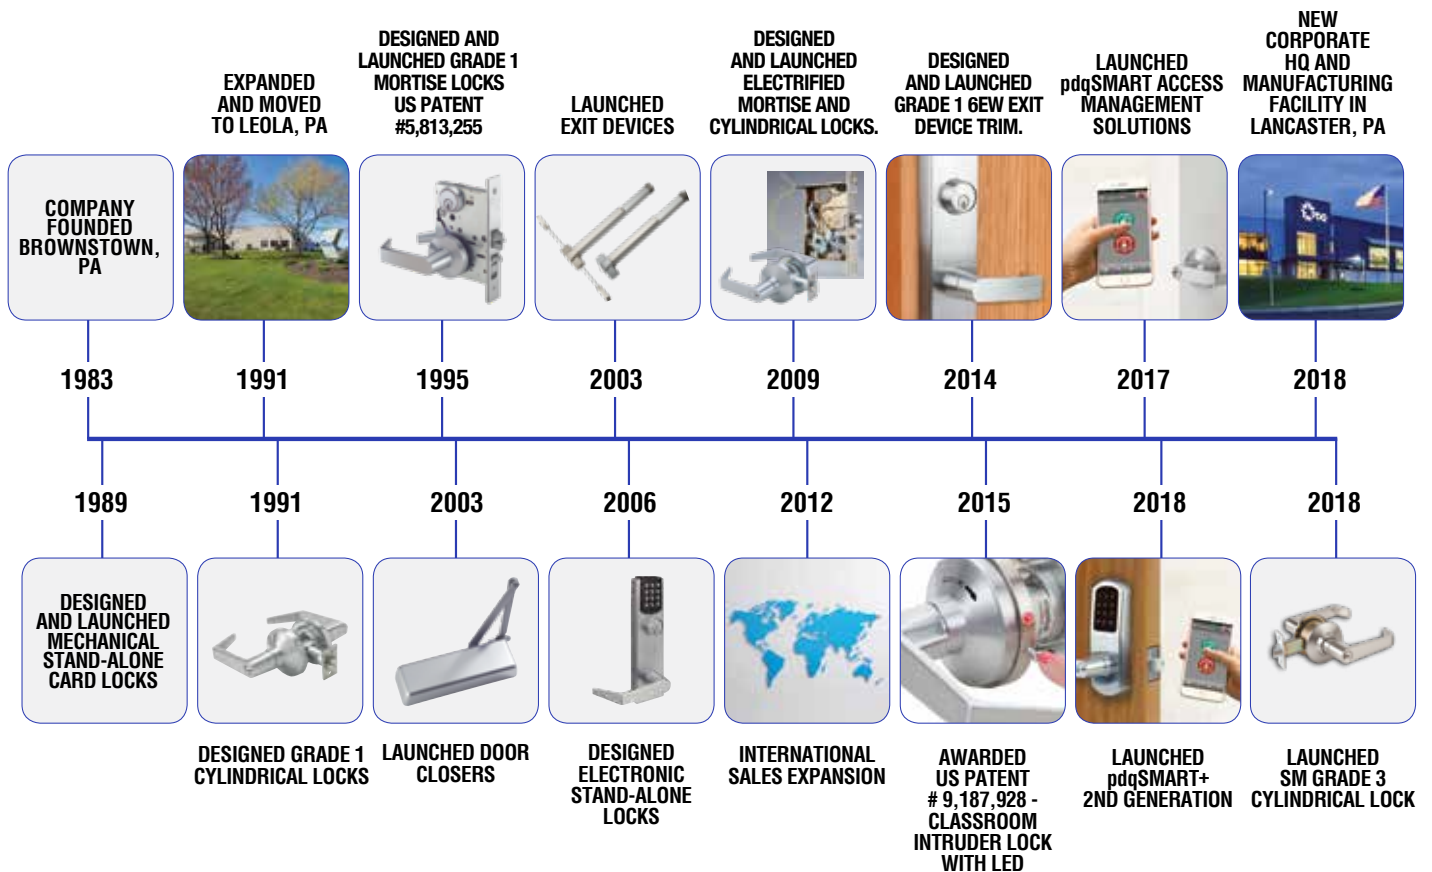 EXPANDED
AND MOVED
TO LEOLA, PA
DESIGNED AND
LAUNCHED GRADE 1
MORTISE LOCKS
US PATENT
#5,813,255
LAUNCHED
EXIT DEVICES
DESIGNED
AND LAUNCHED
ELECTRIFIED
MORTISE AND
CYLINDRICAL LOCKS.
DESIGNED
AND LAUNCHED
GRADE 1 6EW EXIT
DEVICE TRIM.
LAUNCHED
pdqSMART ACCESS
MANAGEMENT
SOLUTIONS
NEW
CORPORATE
HQ AND
MANUFACTURING
FACILITY IN
LANCASTER, PA
COMPANY
FOUNDED
BROWNSTOWN,
PA
1983
1991
1995
2003
2009
2014
2017
2018
1989
1991
2003
2006
2012
2015
2018
2018
DESIGNED
AND LAUNCHED
MECHANICAL
STAND-ALONE
CARD LOCKS
DESIGNED GRADE 1
CYLINDRICAL LOCKS
LAUNCHED DOOR
CLOSERS
DESIGNED
ELECTRONIC
STAND-ALONE
LOCKS
INTERNATIONAL
SALES EXPANSION
AWARDED
US PATENT
# 9,187,928 -
CLASSROOM
INTRUDER LOCK
WITH LED
LAUNCHED
pdqSMART+
2ND GENERATION
LAUNCHED
SM GRADE 3
CYLINDRICAL LOCK